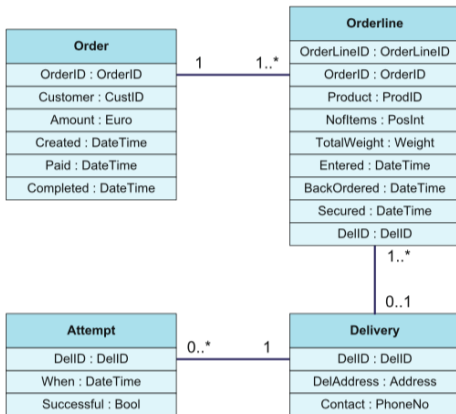 Order
OrderID : OrderID
Customer : CustID
Amount : Euro
Created : DateTime
Paid : DateTime
Completed : DateTime
1
1..*
Orderline
OrderLineID : OrderLineID
OrderID : OrderID
Product : ProdID
NofItems : PosInt
TotalWeight : Weight
Entered : DateTime
BackOrdered : DateTime
Secured : DateTime
DelID : DelID
1..*
0..1
Attempt
DelID : DelID
When : DateTime
Successful : Bool
0..*
1
Delivery
DelID : DelID
DelAddress : Address
Contact : PhoneNo